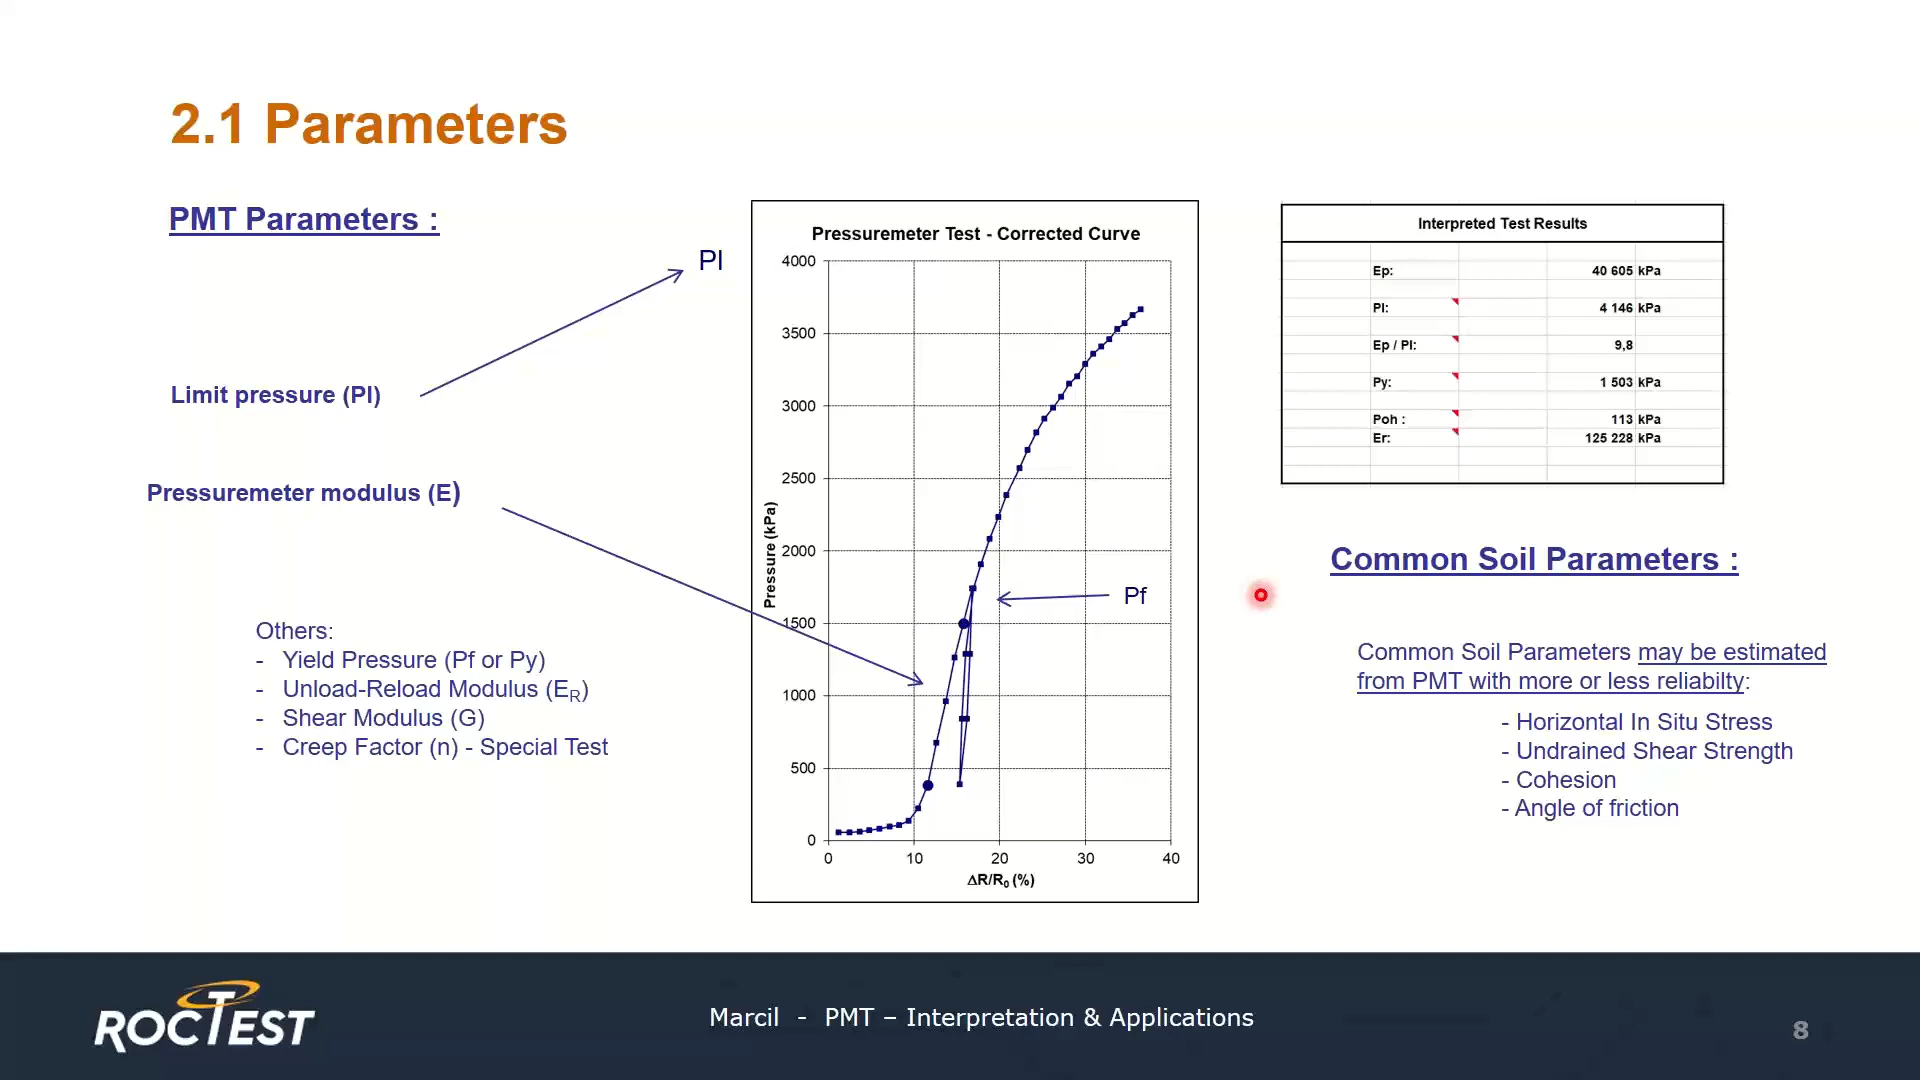 2.1 Parameters
PMT Parameters :
Pl
Limit pressure (Pl)
Pressuremeter modulus (E)
Others:
- Yield Pressure (Pf or Py)
- Unload-Reload Modulus (ER)
- Shear Modulus (G)
- Creep Factor (n) - Special Test
Pressuremeter Test - Corrected Curve
4000
3500
3000
2500
2000
1500
1000
500
0
Pressure (kPa)
Pf
0 10 20 30 40
ΔR/R0 (%)
Interpreted Test Results
Ep: 40 605 kPa
Pl: 4 146 kPa
Ep / Pl: 9,8
Py: 1 503 kPa
Poh : 113 kPa
Er: 125 228 kPa
Common Soil Parameters :
Common Soil Parameters may be estimated
from PMT with more or less reliabilty:
- Horizontal In Situ Stress
- Undrained Shear Strength
- Cohesion
- Angle of friction
ROCTEST
Marcil - PMT – Interpretation & Applications
8